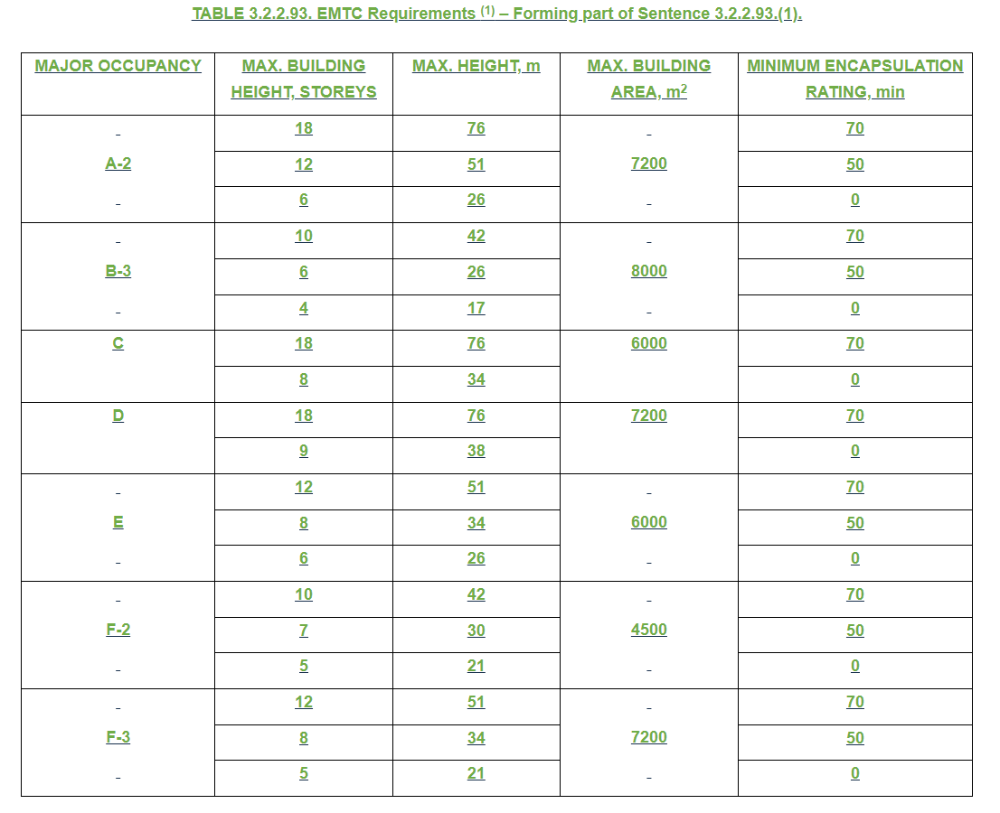 TABLE 3.2.2.93. EMTC Requirements (1) – Forming part of Sentence 3.2.2.93.(1).
MAJOR OCCUPANCY MAX. BUILDING HEIGHT, STOREYS MAX. HEIGHT, m MAX. BUILDING AREA, m2 MINIMUM ENCAPSULATION RATING, min
18 76 70
A-2 12 51 7200 50
6 26 0
10 42 70
B-3 6 26 8000 50
4 17 0
C 18 76 6000 70
8 34 0
D 18 76 7200 70
9 38 0
12 51 70
E 8 34 6000 50
6 26 0
10 42 70
F-2 7 30 4500 50
5 21 0
12 51 70
F-3 8 34 7200 50
5 21 0